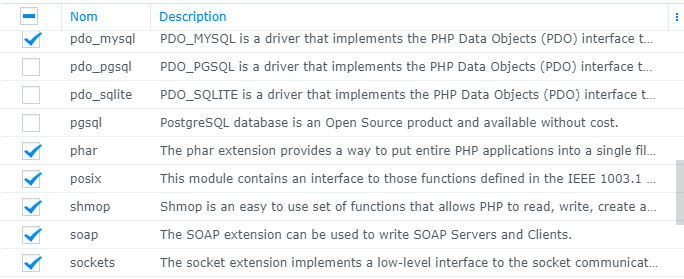 Nom Description
pdo_mysql PDO_MYSQL is a driver that implements the PHP Data Objects (PDO) interface t...
pdo_pgsql PDO_PGSQL is a driver that implements the PHP Data Objects (PDO) interface t...
pdo_sqlite PDO_SQLITE is a driver that implements the PHP Data Objects (PDO) interface t...
pgsql PostgreSQL database is an Open Source product and available without cost.
phar The phar extension provides a way to put entire PHP applications into a single fil...
posix This module contains an interface to those functions defined in the IEEE 1003.1 ...
shmop Shmop is an easy to use set of functions that allows PHP to read, write, create a...
soap The SOAP extension can be used to write SOAP Servers and Clients.
sockets The socket extension implements a low-level interface to the socket communicat...